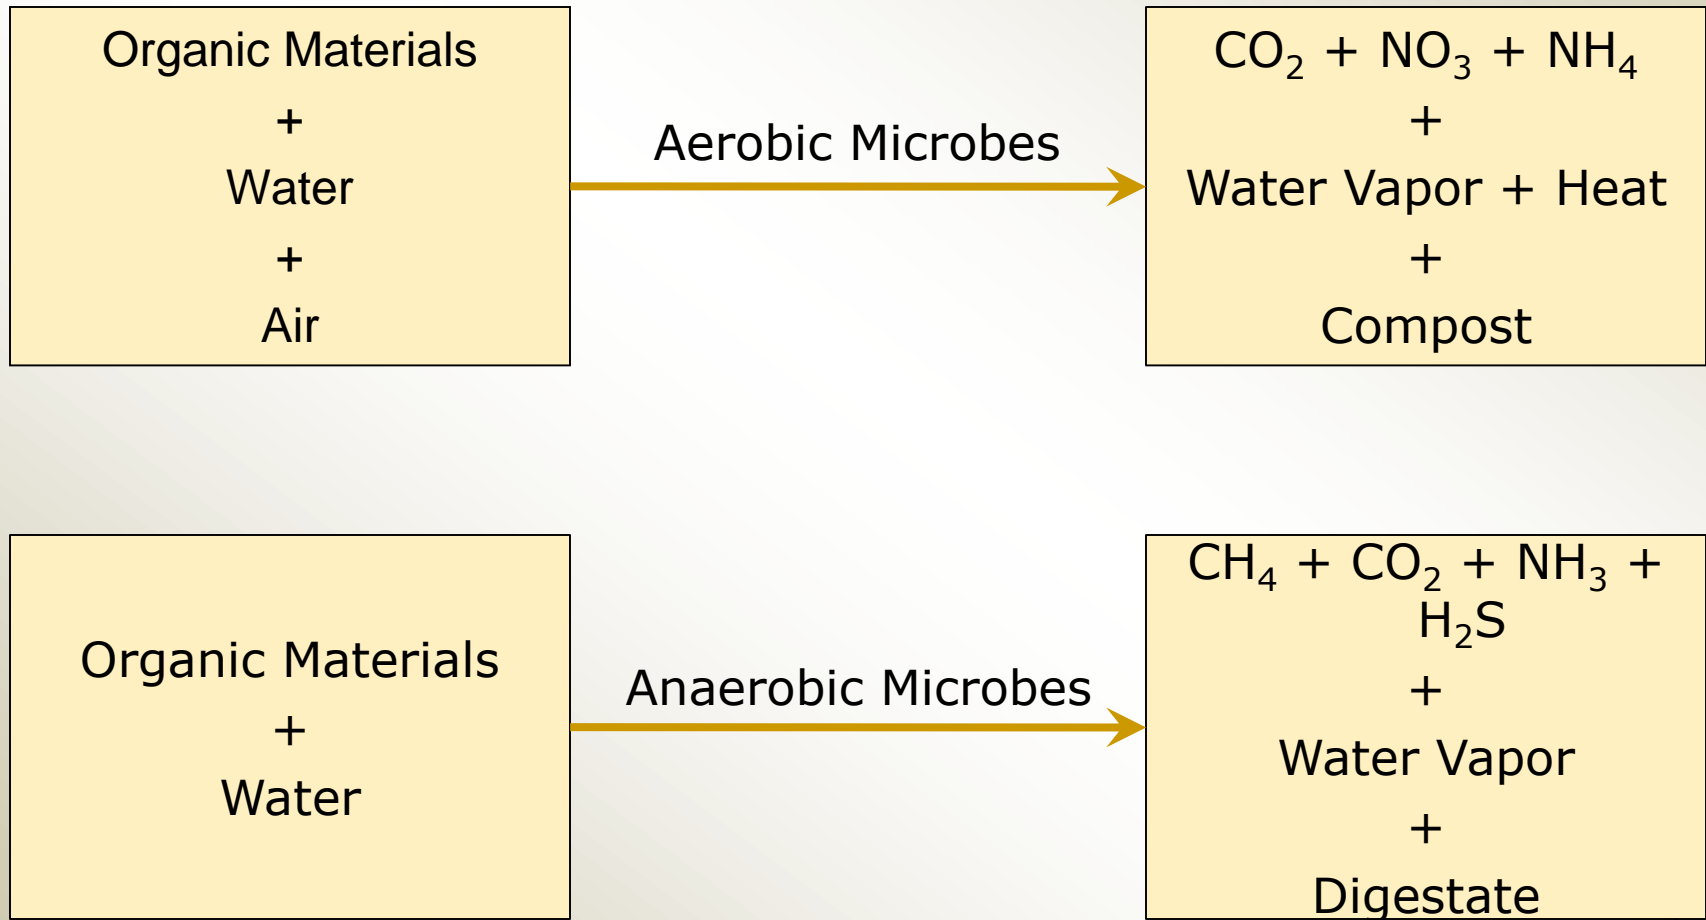 Organic Materials
+
Water
+
Air
Aerobic Microbes
CO₂ + NO₃ + NH₄
+
Water Vapor + Heat
+
Compost
Organic Materials
+
Water
Anaerobic Microbes
CH₄ + CO₂ + NH₃ +
H₂S
+
Water Vapor
+
Digestate